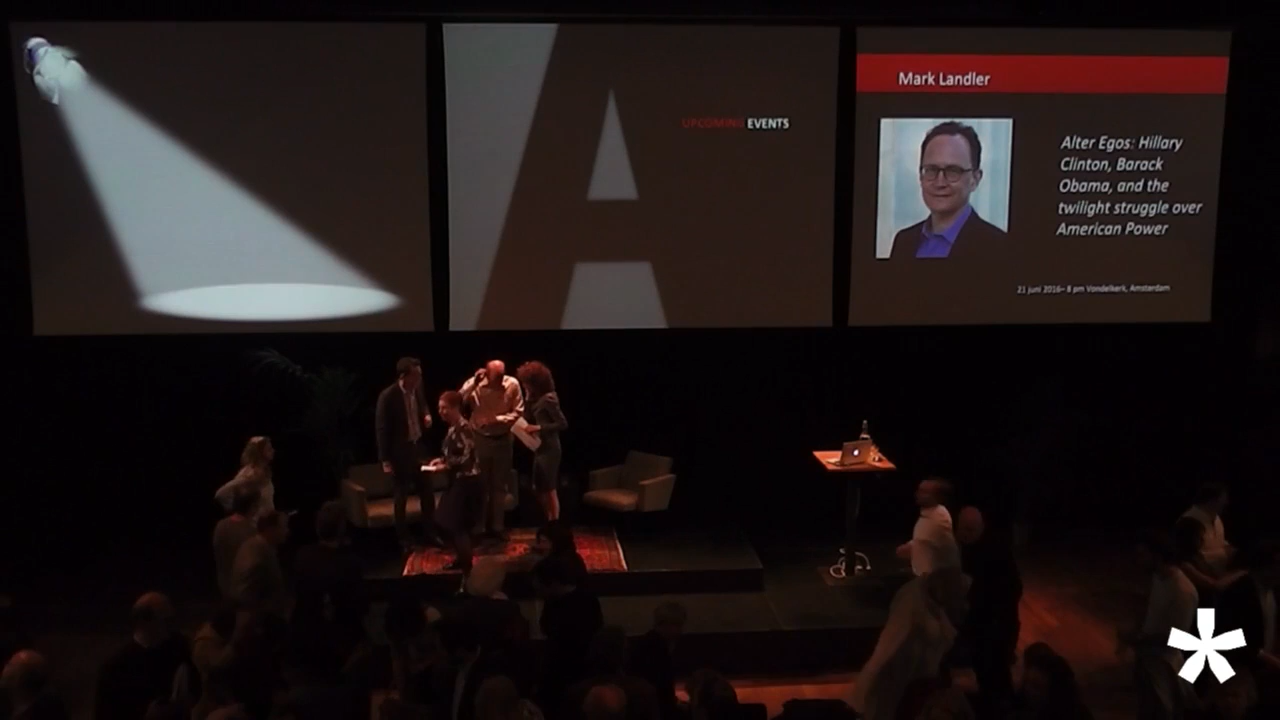 UPCOMING EVENTS
Mark Landler
Alter Egos: Hillary
Clinton, Barack
Obama, and the
twilight struggle over
American Power
21 juni 2016– 8 pm Vondelkerk, Amsterdam